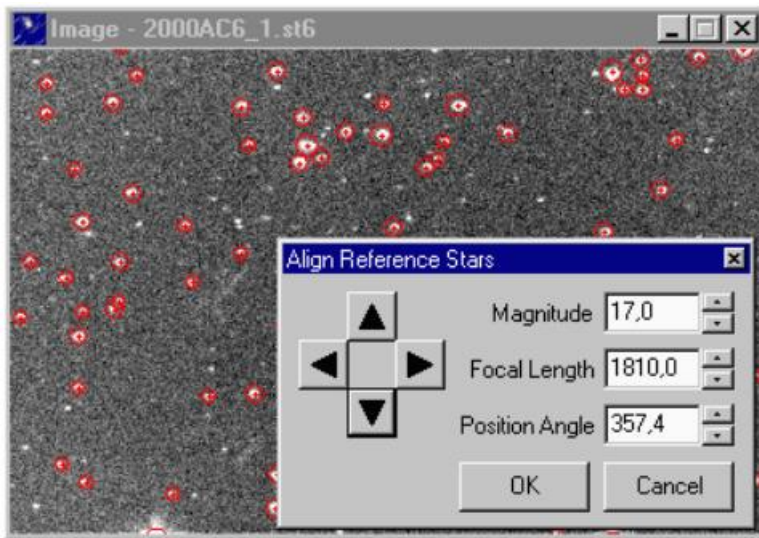 Image - 2000AC6_1.st6
Align Reference Stars
Magnitude 17,0
Focal Length 1810,0
Position Angle 357,4
OK Cancel